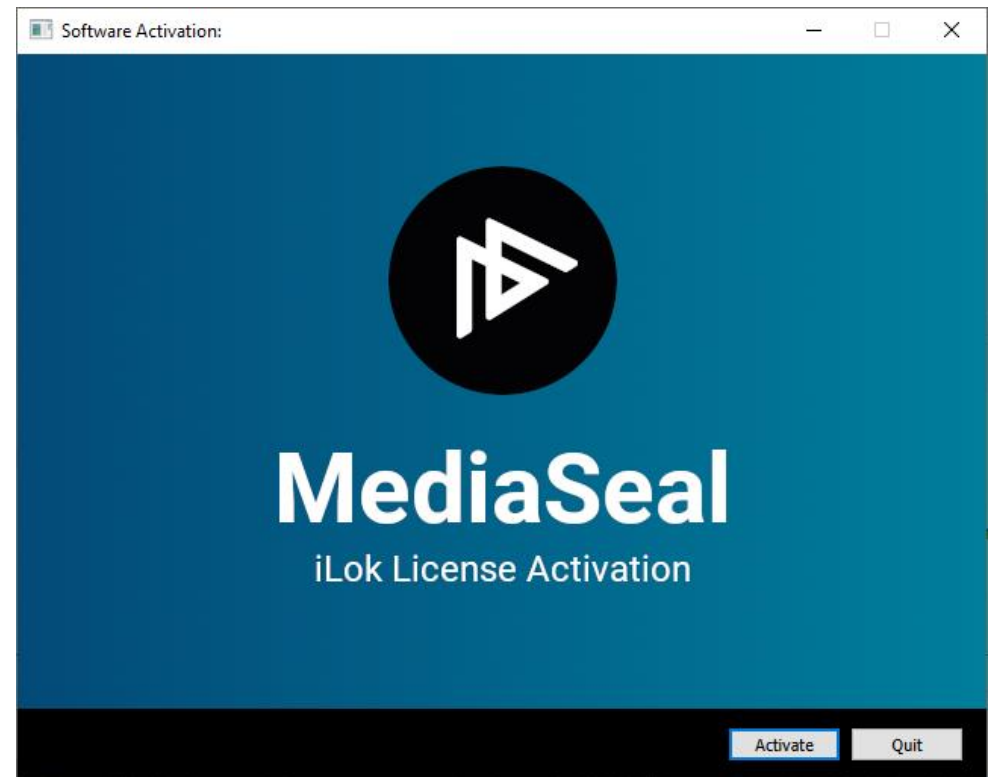 Software Activation:
MediaSeal
iLok License Activation
Activate
Quit